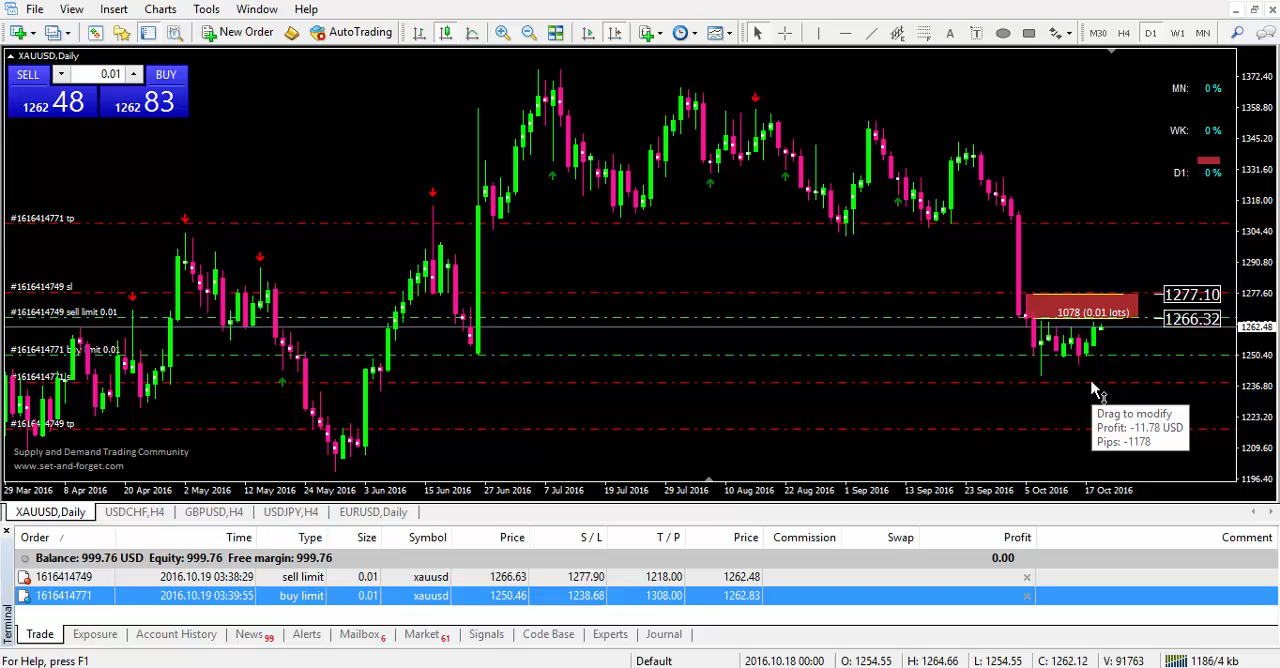 File View Insert Charts Tools Window Help
New Order AutoTrading A T M30 H4 D1 W1 MN
XAUUSD,Daily
SELL 0.01 BUY
1262 48 1262 83
MN: 0 %
WK: 0 %
D1: 0 %
1372.40
1358.80
1345.20
1331.60
1318.00
1304.40
1290.80
1277.60
1262.48
1250.40
1236.80
1223.20
1209.60
1196.40
#1616414771 tp
#1616414749 sl
#1616414749 sell limit 0.01
#1616414771 buy limit 0.01
#1616414771 sl
#1616414749 tp
1277.10
1078 (0.01 lots)
1266.32
Drag to modify
Profit: -11.78 USD
Pips: -1178
Supply and Demand Trading Community
www.set-and-forget.com
29 Mar 2016 8 Apr 2016 20 Apr 2016 2 May 2016 12 May 2016 24 May 2016 3 Jun 2016 15 Jun 2016 27 Jun 2016 7 Jul 2016 19 Jul 2016 29 Jul 2016 10 Aug 2016 22 Aug 2016 1 Sep 2016 13 Sep 2016 23 Sep 2016 5 Oct 2016 17 Oct 2016
XAUUSD,Daily USDCHF,H4 GBPUSD,H4 USDJPY,H4 EURUSD,Daily
Order / Time Type Size Symbol Price S / L T / P Price Commission Swap Profit Comment
Balance: 999.76 USD Equity: 999.76 Free margin: 999.76 0.00
1616414749 2016.10.19 03:38:29 sell limit 0.01 xauusd 1266.63 1277.90 1218.00 1262.48
1616414771 2016.10.19 03:39:55 buy limit 0.01 xauusd 1250.46 1238.68 1308.00 1262.83
Terminal
Trade Exposure Account History News 99 Alerts Mailbox 6 Market 61 Signals Code Base Experts Journal
For Help, press F1 Default 2016.10.18 00:00 O: 1254.55 H: 1264.66 L: 1254.55 C: 1262.12 V: 91763 1186/4 kb